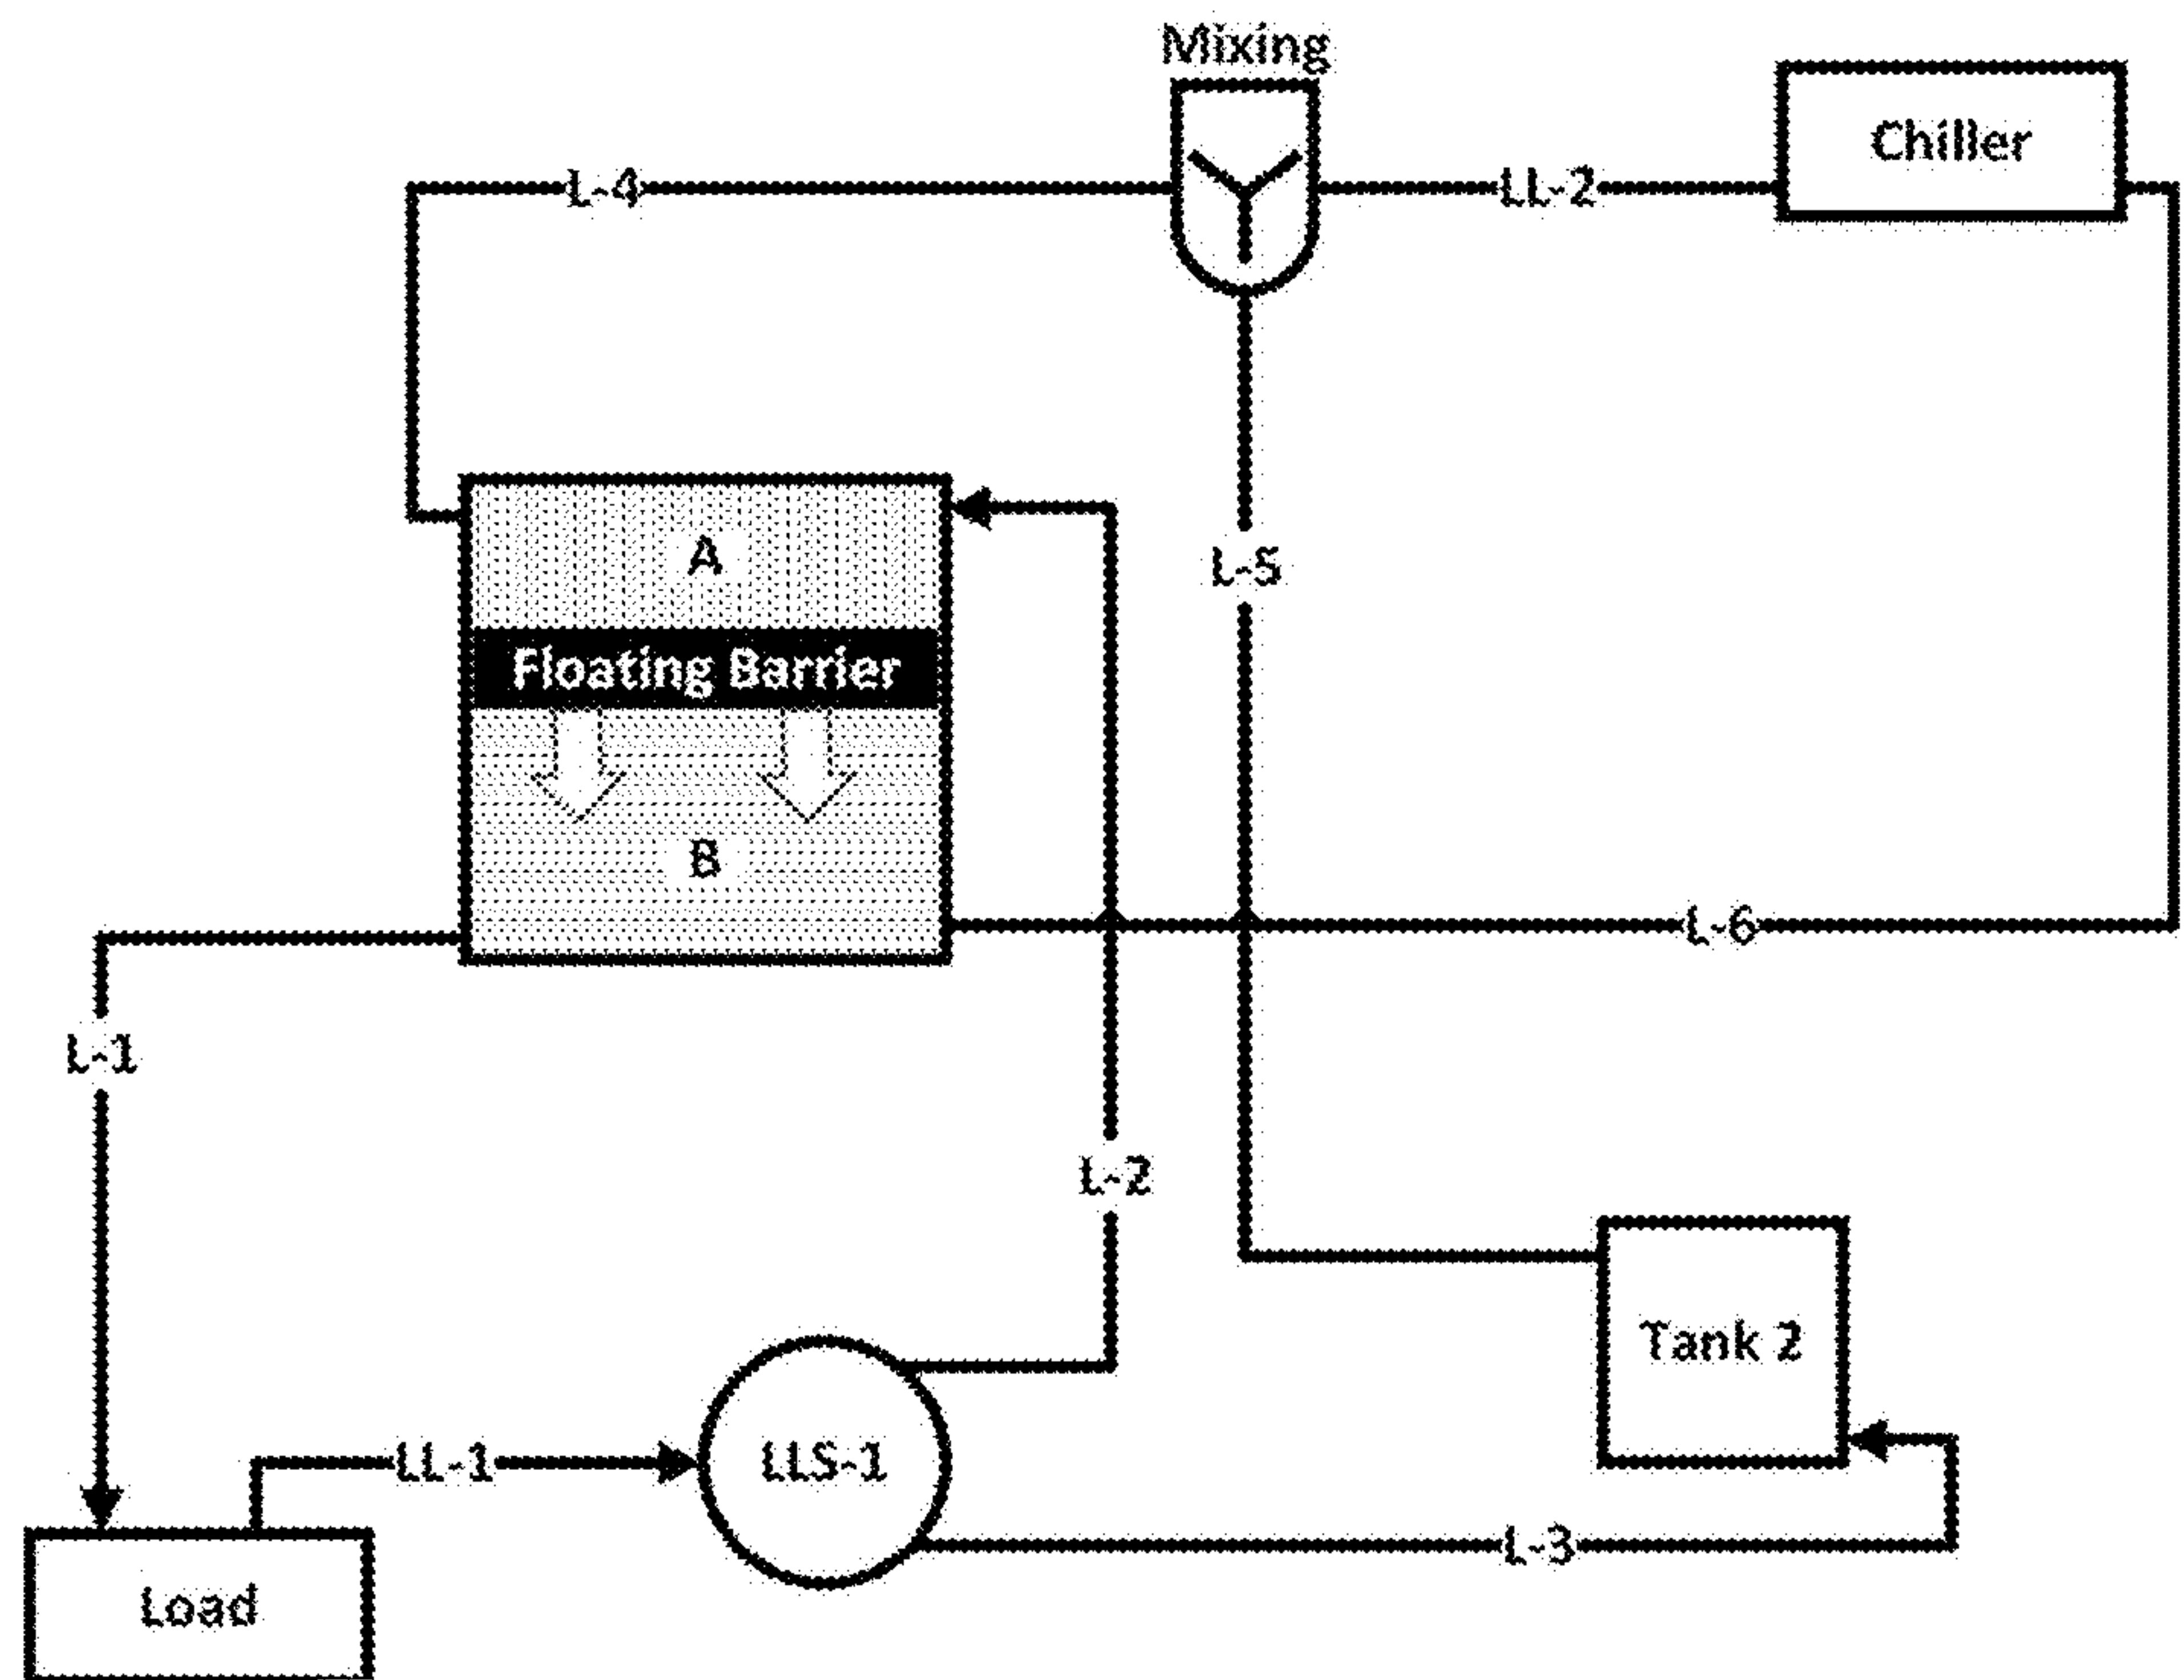 Mixing
Chiller
L-4
LL-2
A
L-5
Floating Barrier
B
L-6
L-1
L-2
Tank 2
LL-1
LLS-1
L-3
Load